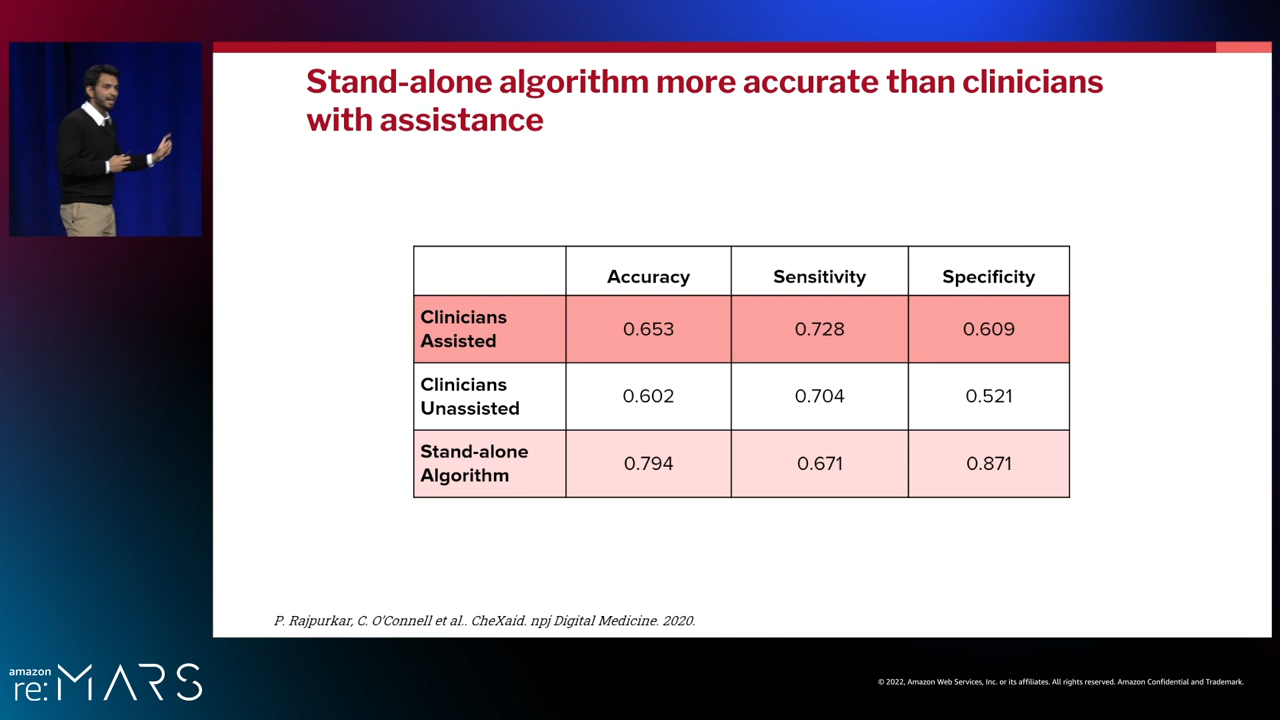 Stand-alone algorithm more accurate than clinicians
with assistance
Accuracy Sensitivity Specificity
Clinicians
Assisted
0.653 0.728 0.609
Clinicians
Unassisted
0.602 0.704 0.521
Stand-alone
Algorithm
0.794 0.671 0.871
P. Rajpurkar, C. O'Connell et al.. CheXaid. npj Digital Medicine. 2020.
amazon
re:MARS
© 2022, Amazon Web Services, Inc. or its affiliates. All rights reserved. Amazon Confidential and Trademark.